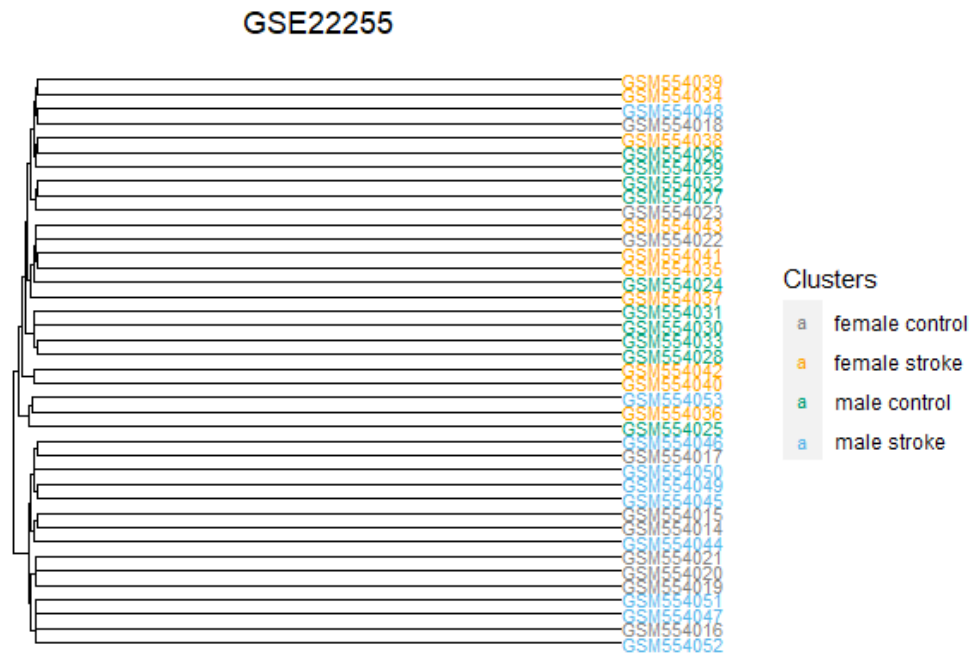 GSE22255
GSM554039
GSM554034
GSM554048
GSM554018
GSM554038
GSM554026
GSM554029
GSM554032
GSM554027
GSM554023
GSM554043
GSM554022
GSM554041
GSM554035
GSM554024
GSM554037
GSM554031
GSM554030
GSM554033
GSM554028
GSM554042
GSM554040
GSM554053
GSM554036
GSM554025
GSM554046
GSM554017
GSM554050
GSM554049
GSM554045
GSM554015
GSM554014
GSM554044
GSM554021
GSM554020
GSM554019
GSM554051
GSM554047
GSM554016
GSM554052
Clusters
a female control
a female stroke
a male control
a male stroke